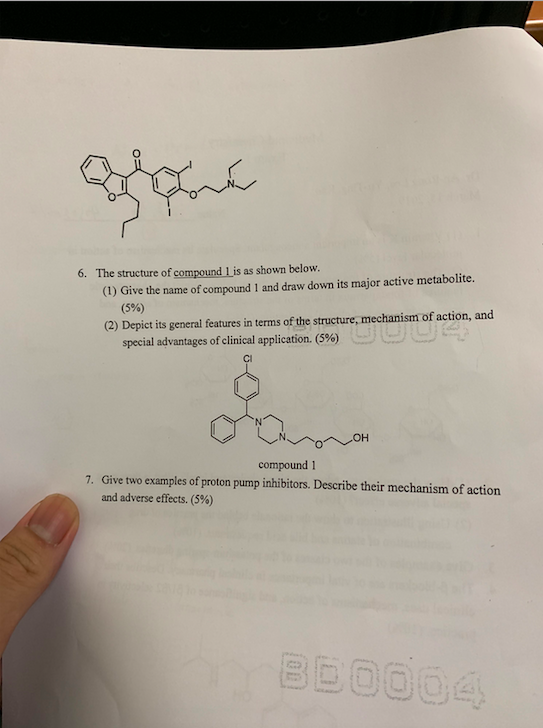 O
I
O
O
N
I
6. The structure of compound 1 is as shown below.
(1) Give the name of compound 1 and draw down its major active metabolite.
(5%)
(2) Depict its general features in terms of the structure, mechanism of action, and
special advantages of clinical application. (5%)
Cl
N
N
O
OH
compound 1
7. Give two examples of proton pump inhibitors. Describe their mechanism of action
and adverse effects. (5%)
BD0004